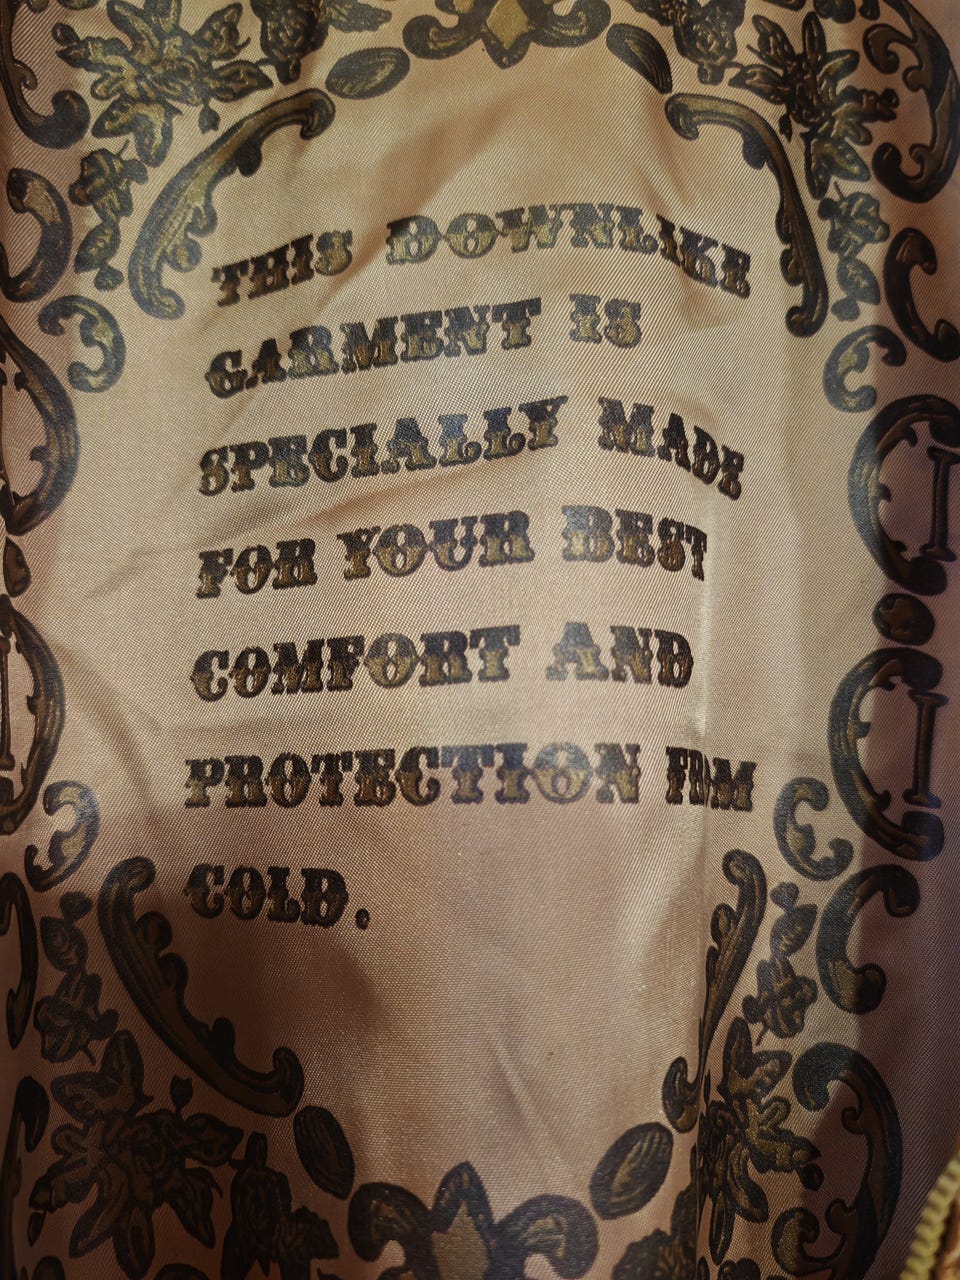 THIS DOWNLIKE
GARMENT IS
SPECIALLY MADE
FOR YOUR BEST
COMFORT AND
PROTECTION FROM
COLD.